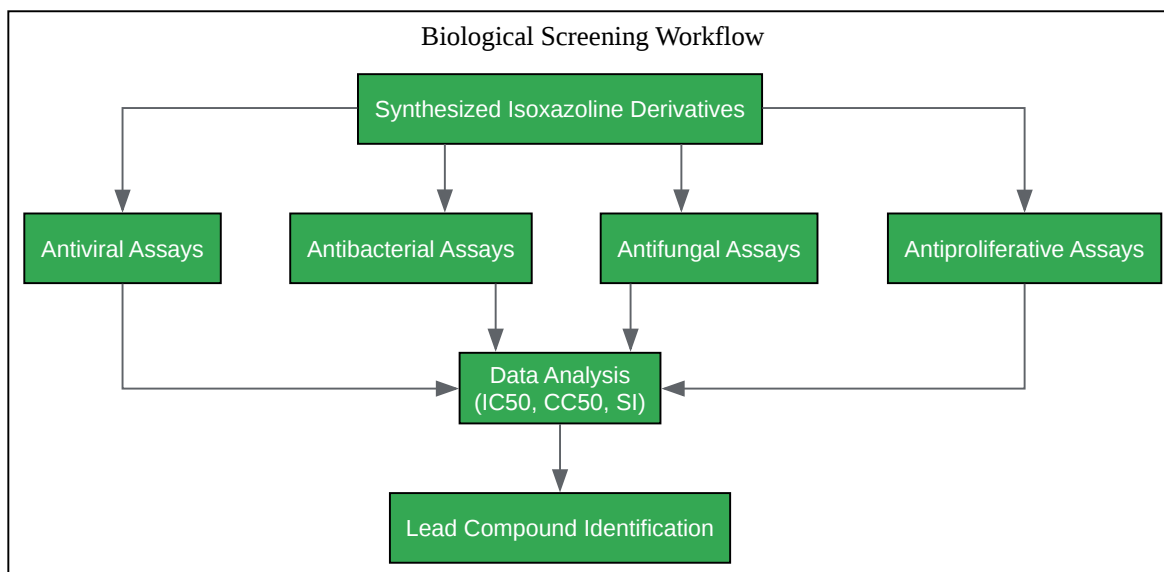 Biological Screening Workflow
Synthesized Isoxazoline Derivatives
Antiviral Assays
Antibacterial Assays
Antifungal Assays
Antiproliferative Assays
Data Analysis
(IC50, CC50, SI)
Lead Compound Identification